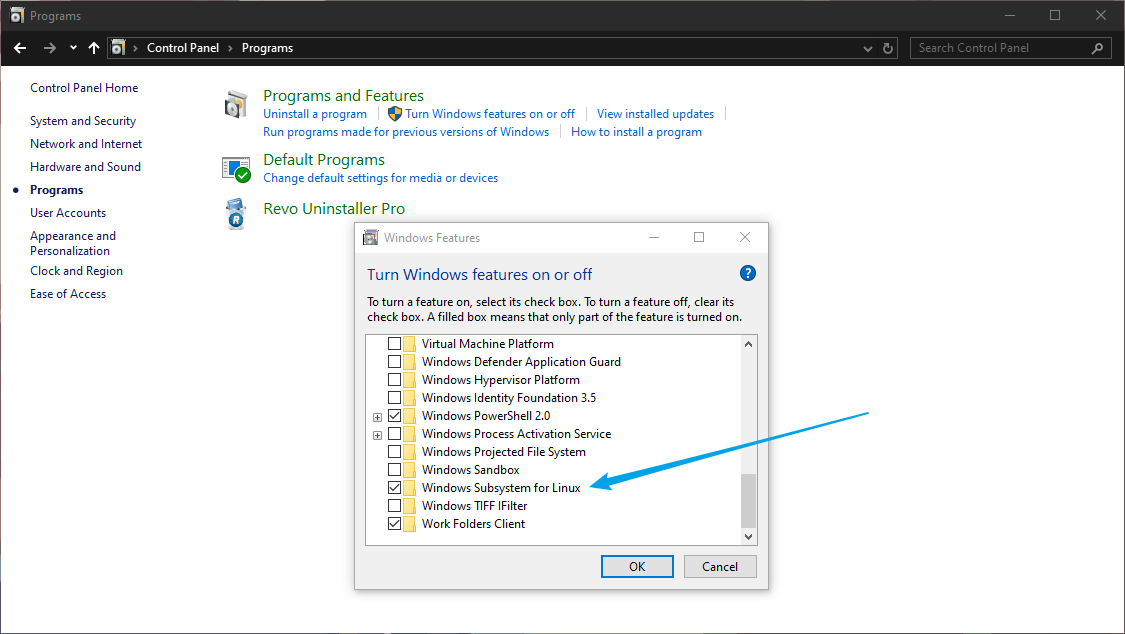 Programs
Control Panel > Programs
Search Control Panel
Control Panel Home
System and Security
Network and Internet
Hardware and Sound
Programs
User Accounts
Appearance and
Personalization
Clock and Region
Ease of Access
Programs and Features
Uninstall a program
Turn Windows features on or off
View installed updates
Run programs made for previous versions of Windows
How to install a program
Default Programs
Change default settings for media or devices
Revo Uninstaller Pro
Windows Features
Turn Windows features on or off
To turn a feature on, select its check box. To turn a feature off, clear its
check box. A filled box means that only part of the feature is turned on.
Virtual Machine Platform
Windows Defender Application Guard
Windows Hypervisor Platform
Windows Identity Foundation 3.5
Windows PowerShell 2.0
Windows Process Activation Service
Windows Projected File System
Windows Sandbox
Windows Subsystem for Linux
Windows TIFF IFilter
Work Folders Client
OK
Cancel